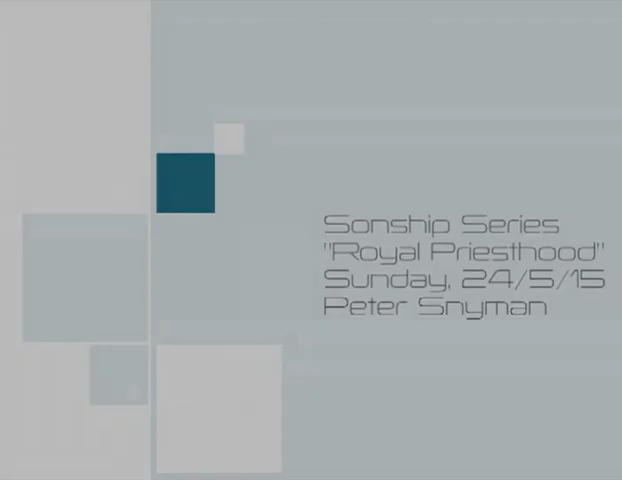 Sonship Series
"Royal Priesthood"
Sunday, 24/5/15
Peter Snyman